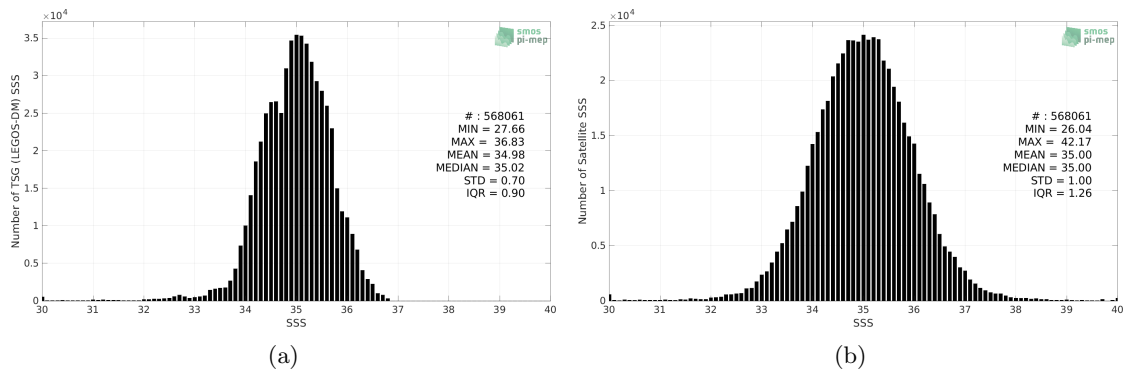 ×10⁴
4
3.5
3
2.5
2
1.5
1
0.5
0
30 31 32 33 34 35 36 37 38 39 40
Number of TSG (LEGOS-DM) SSS
SSS
smos
pi-mep
# : 568061
MIN = 27.66
MAX = 36.83
MEAN = 34.98
MEDIAN = 35.02
STD = 0.70
IQR = 0.90
(a)
×10⁴
2.5
2
1.5
1
0.5
0
30 31 32 33 34 35 36 37 38 39 40
Number of Satellite SSS
SSS
smos
pi-mep
# : 568061
MIN = 26.04
MAX = 42.17
MEAN = 35.00
MEDIAN = 35.00
STD = 1.00
IQR = 1.26
(b)